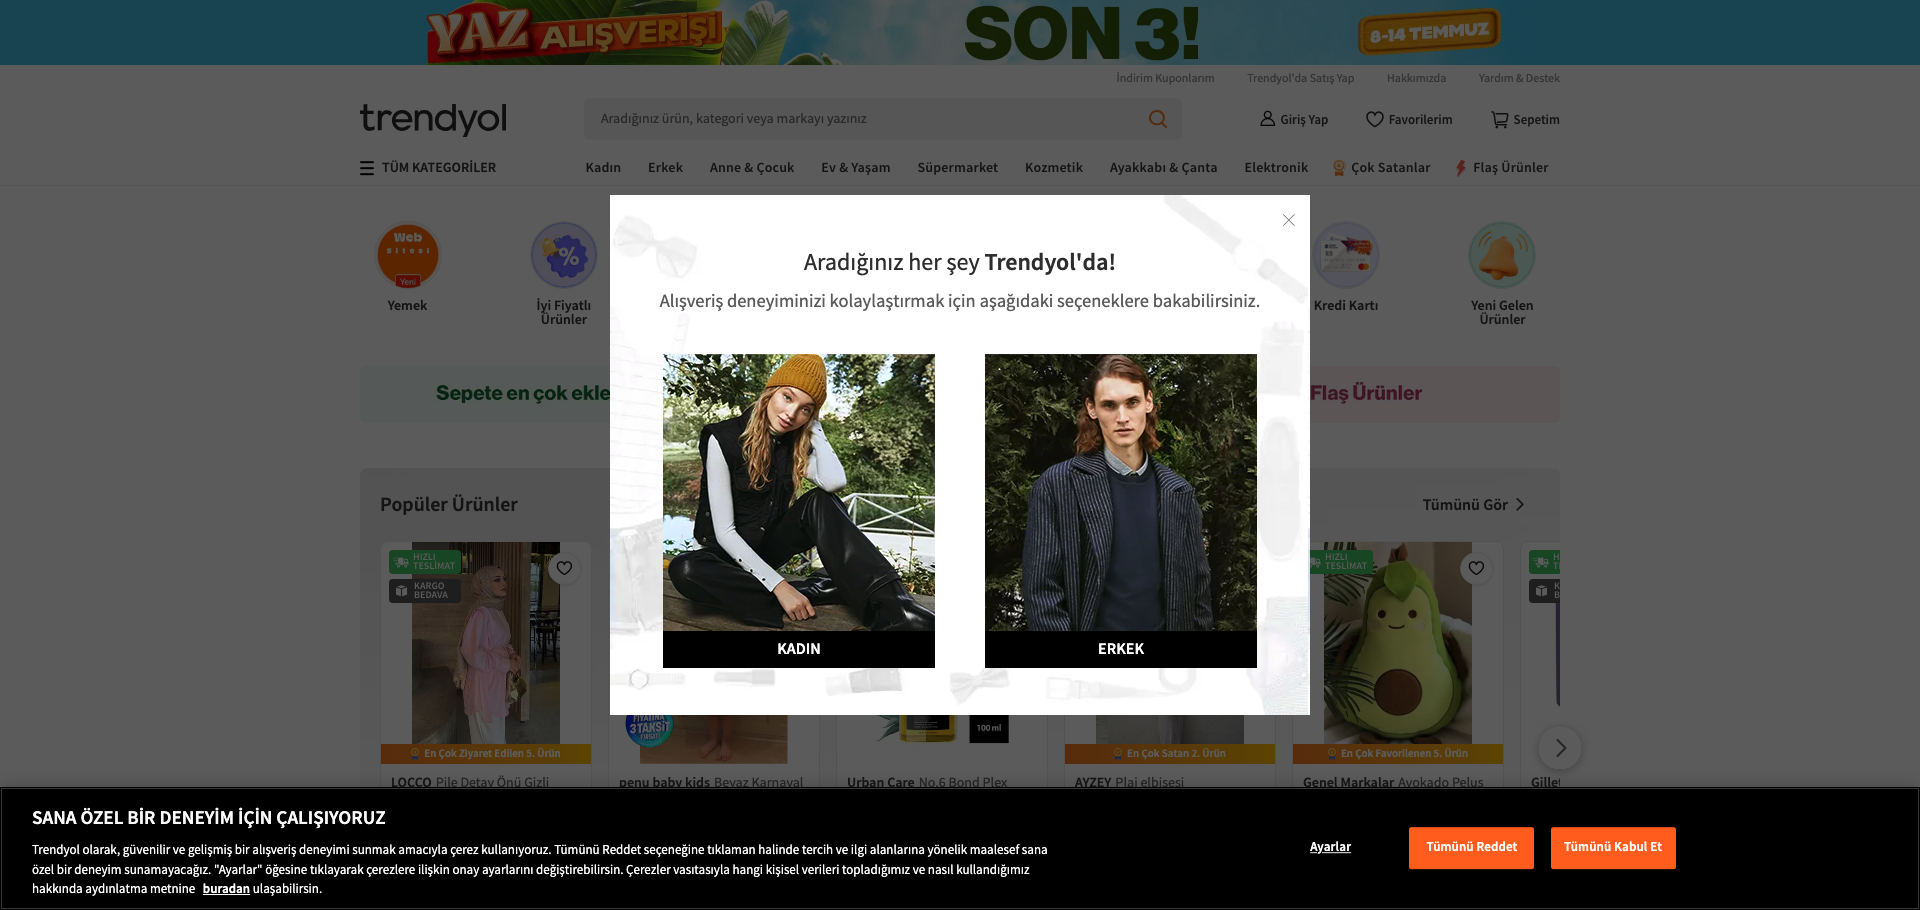 YAZ ALIŞVERİŞİ
SON 3!
8-14 TEMMUZ
İndirim Kuponlarım
Trendyol'da Satış Yap
Hakkımızda
Yardım & Destek
trendyol
Aradığınız ürün, kategori veya markayı yazınız
Giriş Yap
Favorilerim
Sepetim
TÜM KATEGORİLER
Kadın
Erkek
Anne & Çocuk
Ev & Yaşam
Süpermarket
Kozmetik
Ayakkabı & Çanta
Elektronik
Çok Satanlar
Flaş Ürünler
Web
Sitesi
Yeni
Yemek
%
İyi Fiyatlı
Ürünler
Kredi Kartı
Yeni Gelen
Ürünler
Aradığınız her şey Trendyol'da!
Alışveriş deneyiminizi kolaylaştırmak için aşağıdaki seçeneklere bakabilirsiniz.
KADIN
ERKEK
Sepete en çok ekle
Flaş Ürünler
Popüler Ürünler
Tümünü Gör
HIZLI
TESLİMAT
KARGO
BEDAVA
HIZLI
TESLİMAT
FİYATINA
3 TAKSİT
FIRSATI
100 ml
En Çok Ziyaret Edilen 5. Ürün
En Çok Satan 2. Ürün
En Çok Favorilenen 5. Ürün
LOCCO Pile Detay Önü Gizli
penu baby kids Beyaz Karnaval
Urban Care No.6 Bond Plex
AYZEY Plaj elbisesi
Genel Markalar Avokado Peluş
Gillet
SANA ÖZEL BİR DENEYİM İÇİN ÇALIŞIYORUZ
Trendyol olarak, güvenilir ve gelişmiş bir alışveriş deneyimi sunmak amacıyla çerez kullanıyoruz. Tümünü Reddet seçeneğine tıklaman halinde tercih ve ilgi alanlarına yönelik maalesef sana
özel bir deneyim sunamayacağız. "Ayarlar" öğesine tıklayarak çerezlere ilişkin onay ayarlarını değiştirebilirsin. Çerezler vasıtasıyla hangi kişisel verileri topladığımız ve nasıl kullandığımız
hakkında aydınlatma metnine buradan ulaşabilirsin.
Ayarlar
Tümünü Reddet
Tümünü Kabul Et